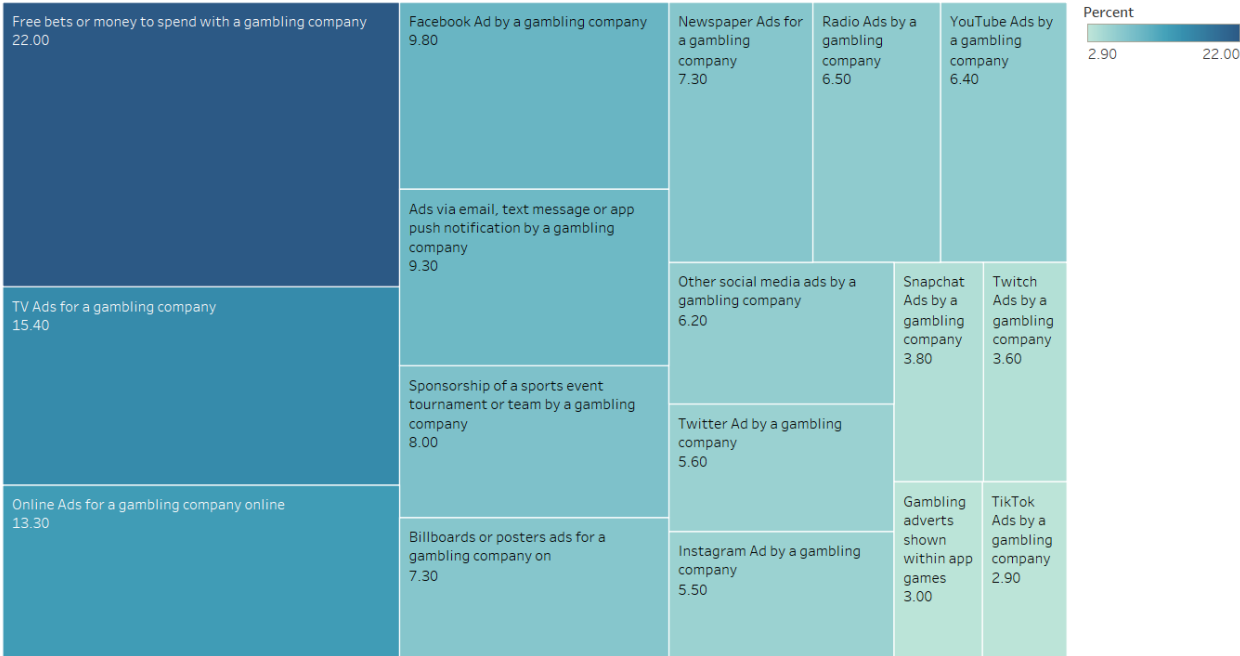 Free bets or money to spend with a gambling company
22.00
TV Ads for a gambling company
15.40
Online Ads for a gambling company online
13.30
Facebook Ad by a gambling company
9.80
Ads via email, text message or app
push notification by a gambling
company
9.30
Sponsorship of a sports event
tournament or team by a gambling
company
8.00
Billboards or posters ads for a
gambling company on
7.30
Newspaper Ads for
a gambling
company
7.30
Radio Ads by a
gambling
company
6.50
YouTube Ads by
a gambling
company
6.40
Other social media ads by a
gambling company
6.20
Twitter Ad by a gambling
company
5.60
Instagram Ad by a gambling
company
5.50
Snapchat
Ads by a
gambling
company
3.80
Twitch
Ads by a
gambling
company
3.60
Gambling
adverts
shown
within app
games
3.00
TikTok
Ads by a
gambling
company
2.90
Percent
2.90 22.00